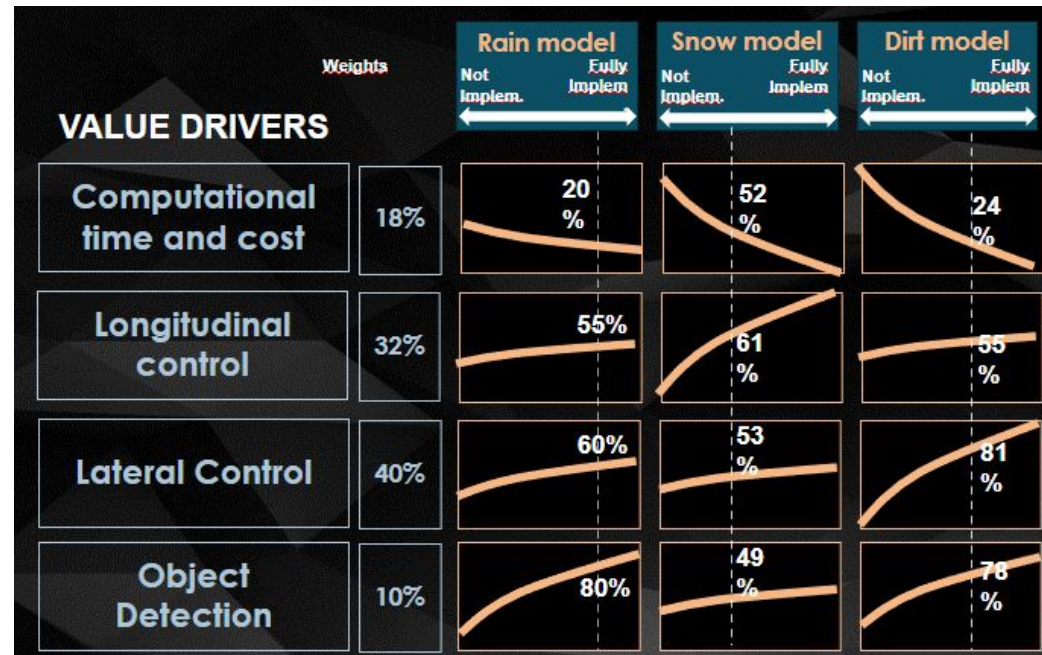 Weights
Rain model
Not
Implem.
Fully
Implem
Snow model
Not
Implem.
Fully
Implem
Dirt model
Not
Implem.
Fully
Implem
VALUE DRIVERS
Computational
time and cost
18%
20
%
52
%
24
%
Longitudinal
control
32%
55%
61
%
55
%
Lateral Control
40%
60%
53
%
81
%
Object
Detection
10%
80%
49
%
78
%